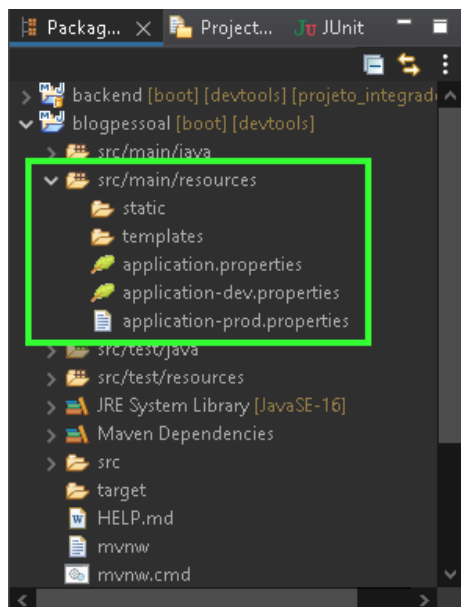 Packag... Project... JUnit
backend [boot] [devtools] [projeto_integrad
blogpessoal [boot] [devtools]
src/main/java
src/main/resources
static
templates
application.properties
application-dev.properties
application-prod.properties
src/test/java
src/test/resources
JRE System Library [JavaSE-16]
Maven Dependencies
src
target
HELP.md
mvnw
mvnw.cmd